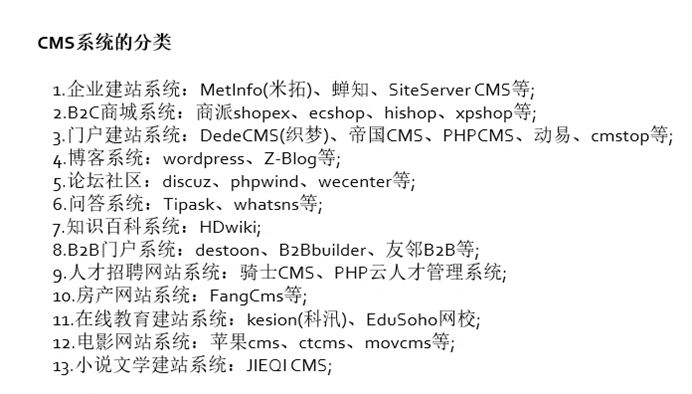 CMS系统的分类
1.企业建站系统：MetInfo(米拓)、蝉知、SiteServer CMS等;
2.B2C商城系统：商派shopex、ecshop、hishop、xpshop等;
3.门户建站系统：DedeCMS(织梦)、帝国CMS、PHPCMS、动易、cmstop等;
4.博客系统：wordpress、Z-Blog等;
5.论坛社区：discuz、phpwind、wecenter等;
6.问答系统：Tipask、whatsns等;
7.知识百科系统：HDwiki;
8.B2B门户系统：destoon、B2Bbuilder、友邻B2B等;
9.人才招聘网站系统：骑士CMS、PHP云人才管理系统;
10.房产网站系统：FangCms等;
11.在线教育建站系统：kesion(科汛)、EduSoho网校;
12.电影网站系统：苹果cms、ctcms、movcms等;
13.小说文学建站系统：JIEQI CMS;